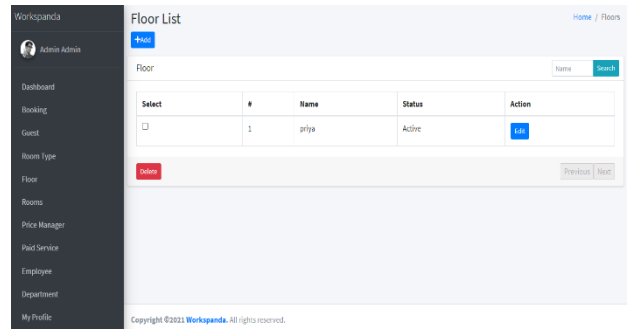 Workspanda
Admin Admin
Dashboard
Booking
Guest
Room Type
Floor
Rooms
Price Manager
Paid Service
Employee
Department
My Profile
Floor List
Home / Floors
+Add
Floor
Name Search
Select # Name Status Action
1 priya Active Edit
Delete
Previous Next
Copyright ©2021 Workspanda. All rights reserved.